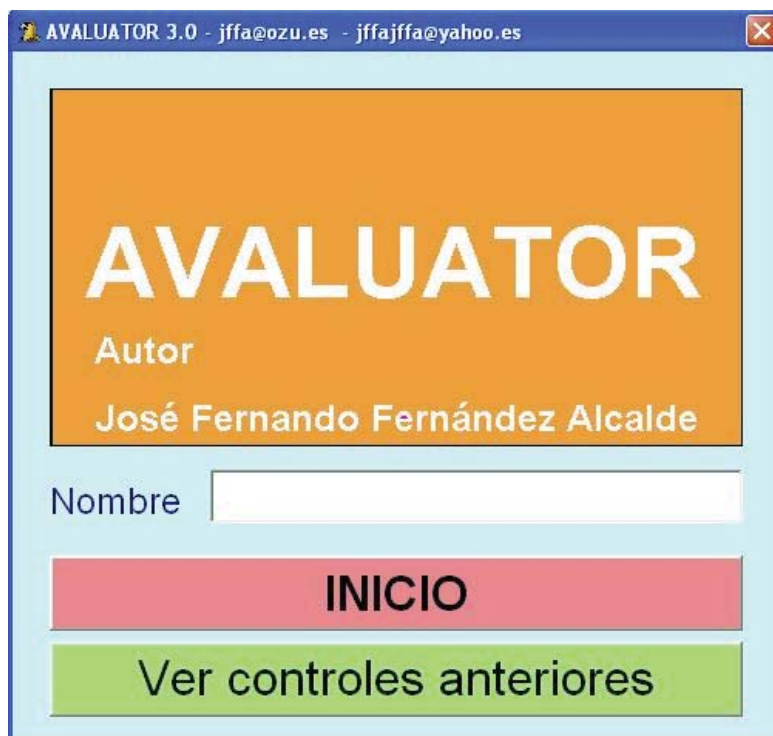 AVALUATOR 3.0 - jffa@ozu.es - jffajffa@yahoo.es
AVALUATOR
Autor
José Fernando Fernández Alcalde
Nombre
INICIO
Ver controles anteriores